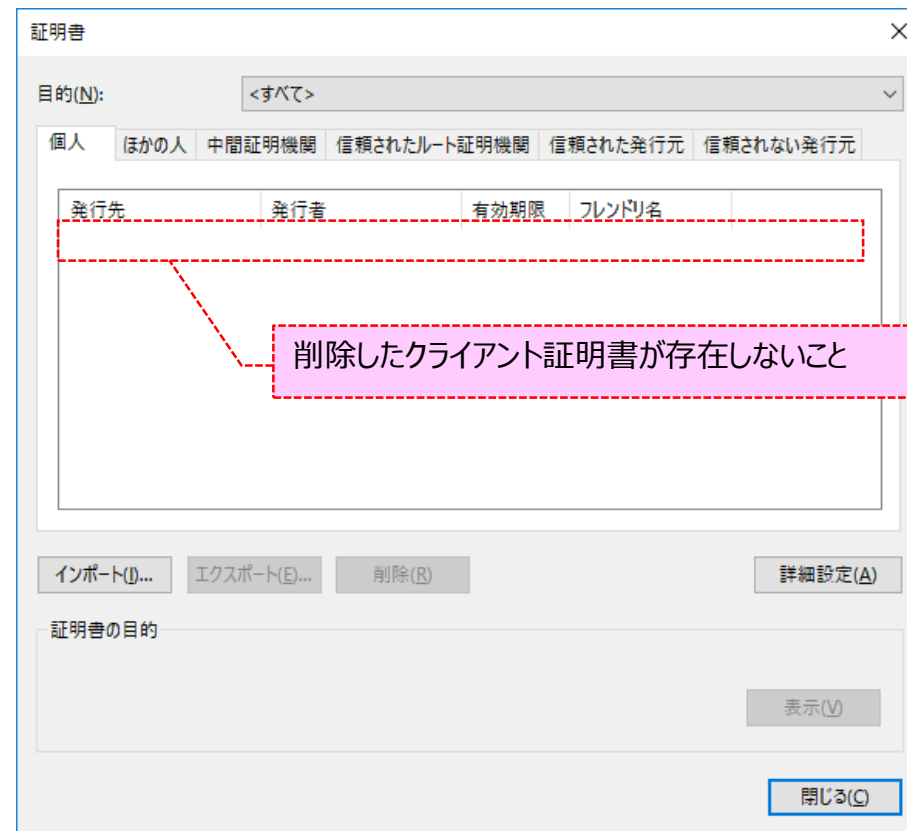 証明書
目的(N): <すべて>
個人 ほかの人 中間証明機関 信頼されたルート証明機関 信頼された発行元 信頼されない発行元
発行先 発行者 有効期限 フレンドリ名
削除したクライアント証明書が存在しないこと
インポート(I)... エクスポート(E)... 削除(R) 詳細設定(A)
証明書の目的
表示(V)
閉じる(C)